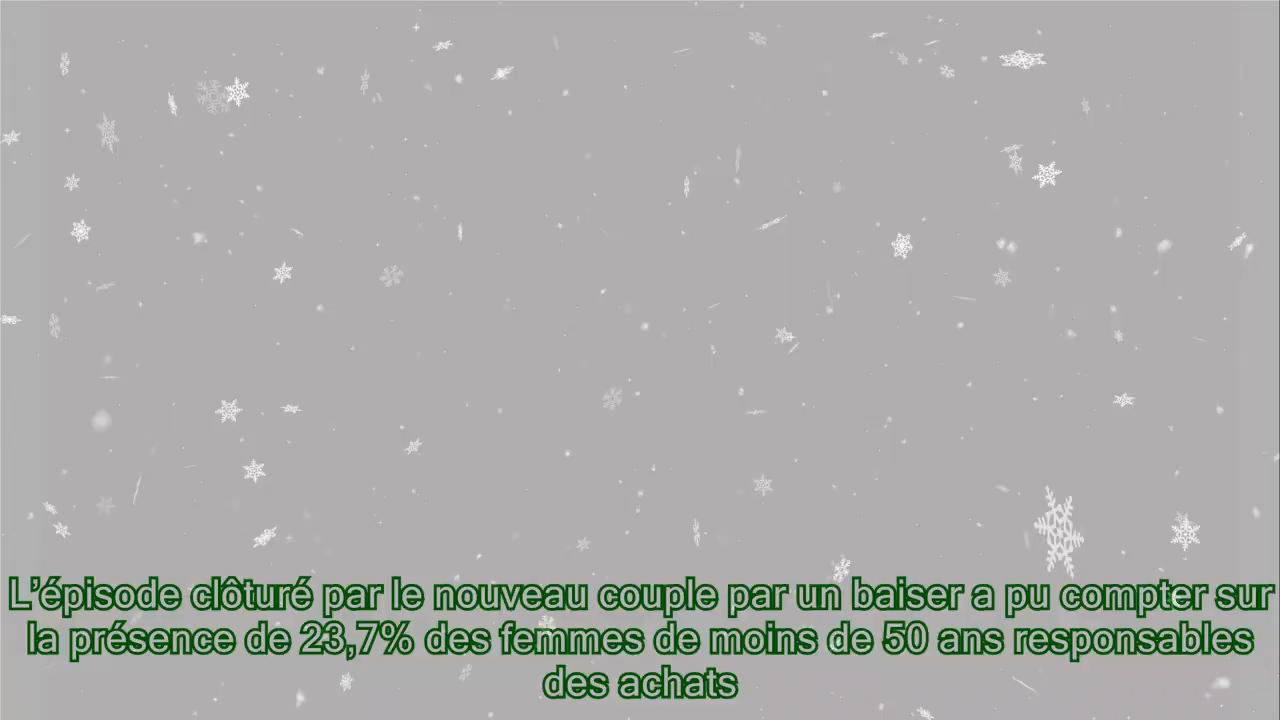 L’épisode clôturé par le nouveau couple par un baiser a pu compter sur
la présence de 23,7% des femmes de moins de 50 ans responsables
des achats